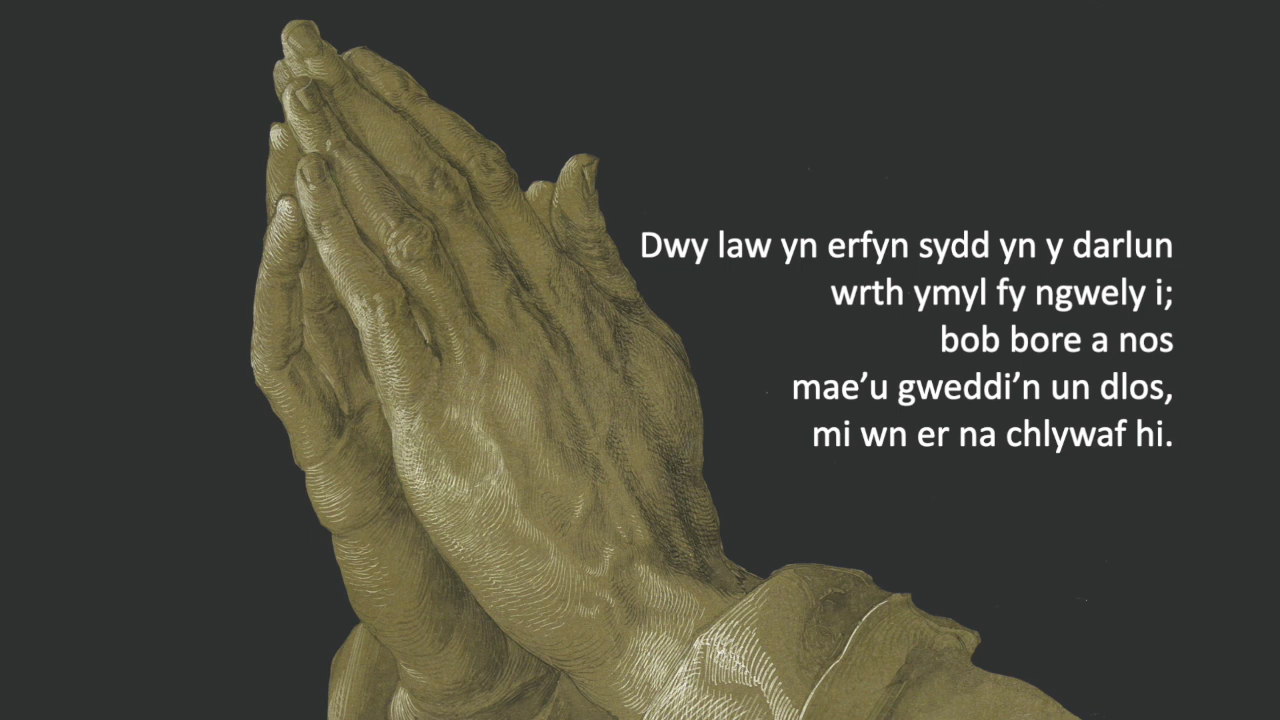 Dwy law yn erfyn sydd yn y darlun
wrth ymyl fy ngwely i;
bob bore a nos
mae’u gweddi’n un dlos,
mi wn er na chlywaf hi.